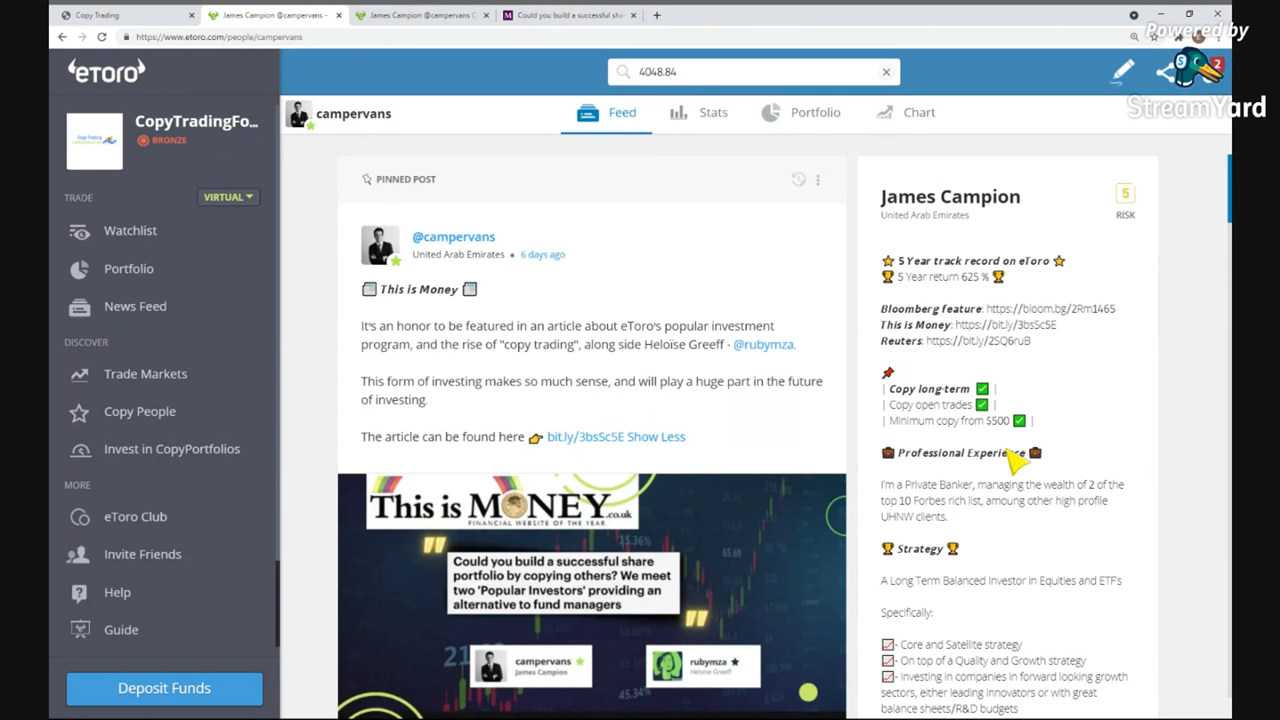 Copy Trading
James Campion @campervans –
James Campion @campervans C
Could you build a successful sha
https://www.etoro.com/people/campervans
Powered by
StreamYard
2
eToro
4048.84
CopyTradingFo...
BRONZE
campervans
Feed
Stats
Portfolio
Chart
TRADE
VIRTUAL
Watchlist
Portfolio
News Feed
DISCOVER
Trade Markets
Copy People
Invest in CopyPortfolios
MORE
eToro Club
Invite Friends
Help
Guide
Deposit Funds
PINNED POST
@campervans
United Arab Emirates • 6 days ago
This is Money
It's an honor to be featured in an article about eToro's popular investment
program, and the rise of "copy trading", along side Heloïse Greeff - @rubymza.
This form of investing makes so much sense, and will play a huge part in the future
of investing.
The article can be found here 👉 bit.ly/3bsSc5E Show Less
This is MONEY.co.uk
FINANCIAL WEBSITE OF THE YEAR
Could you build a successful share
portfolio by copying others? We meet
two 'Popular Investors' providing an
alternative to fund managers
15.36%
65.69
45.34%
campervans
James Campion
rubymza
Heloise Greeff
James Campion
United Arab Emirates
5
RISK
⭐ 5 Year track record on eToro ⭐
🏆 5 Year return 625 % 🏆
Bloomberg feature: https://bloom.bg/2Rm1465
This is Money: https://bit.ly/3bsSc5E
Reuters: https://bit.ly/2SQ6ruB
📌
| Copy long-term ✅ |
| Copy open trades ✅ |
| Minimum copy from $500 ✅ |
💼 Professional Experience 💼
I'm a Private Banker, managing the wealth of 2 of the
top 10 Forbes rich list, amoung other high profile
UHNW clients.
🏆 Strategy 🏆
A Long Term Balanced Investor in Equities and ETFs
Specifically:
📈- Core and Satellite strategy
📈- On top of a Quality and Growth strategy
📈- Investing in companies in forward looking growth
sectors, either leading innovators or with great
balance sheets/R&D budgets